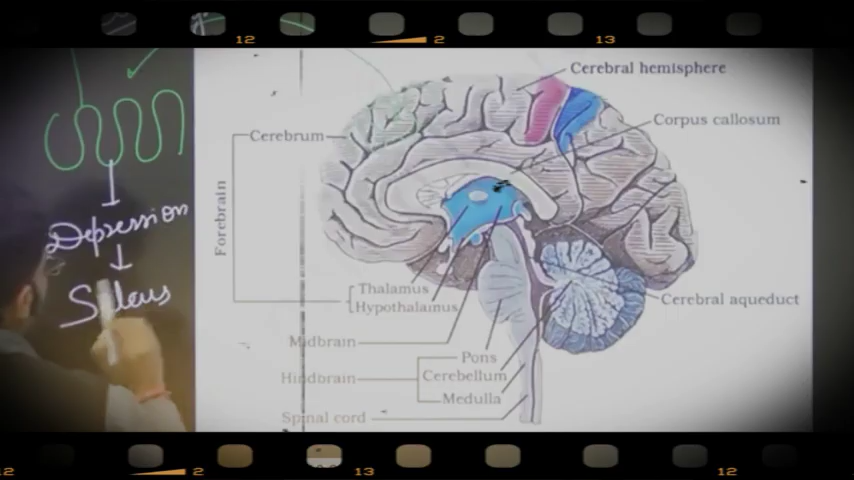 12
2
13
Cerebral hemisphere
Corpus callosum
Cerebrum
Forebrain
Depression
Sulcus
Thalamus
Hypothalamus
Cerebral aqueduct
Midbrain
Pons
Hindbrain
Cerebellum
Medulla
Spinal cord
12
2
13
12